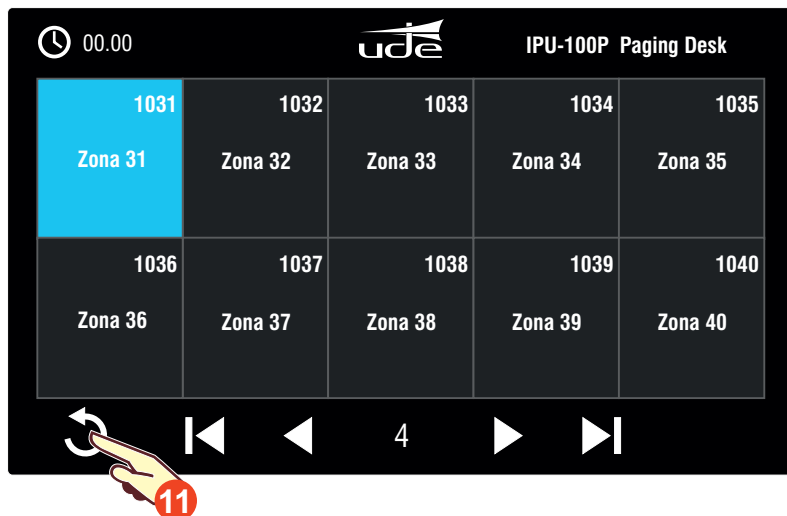 00.00 ude IPU-100P Paging Desk
1031 1032 1033 1034 1035
Zona 31 Zona 32 Zona 33 Zona 34 Zona 35
1036 1037 1038 1039 1040
Zona 36 Zona 37 Zona 38 Zona 39 Zona 40
4
11